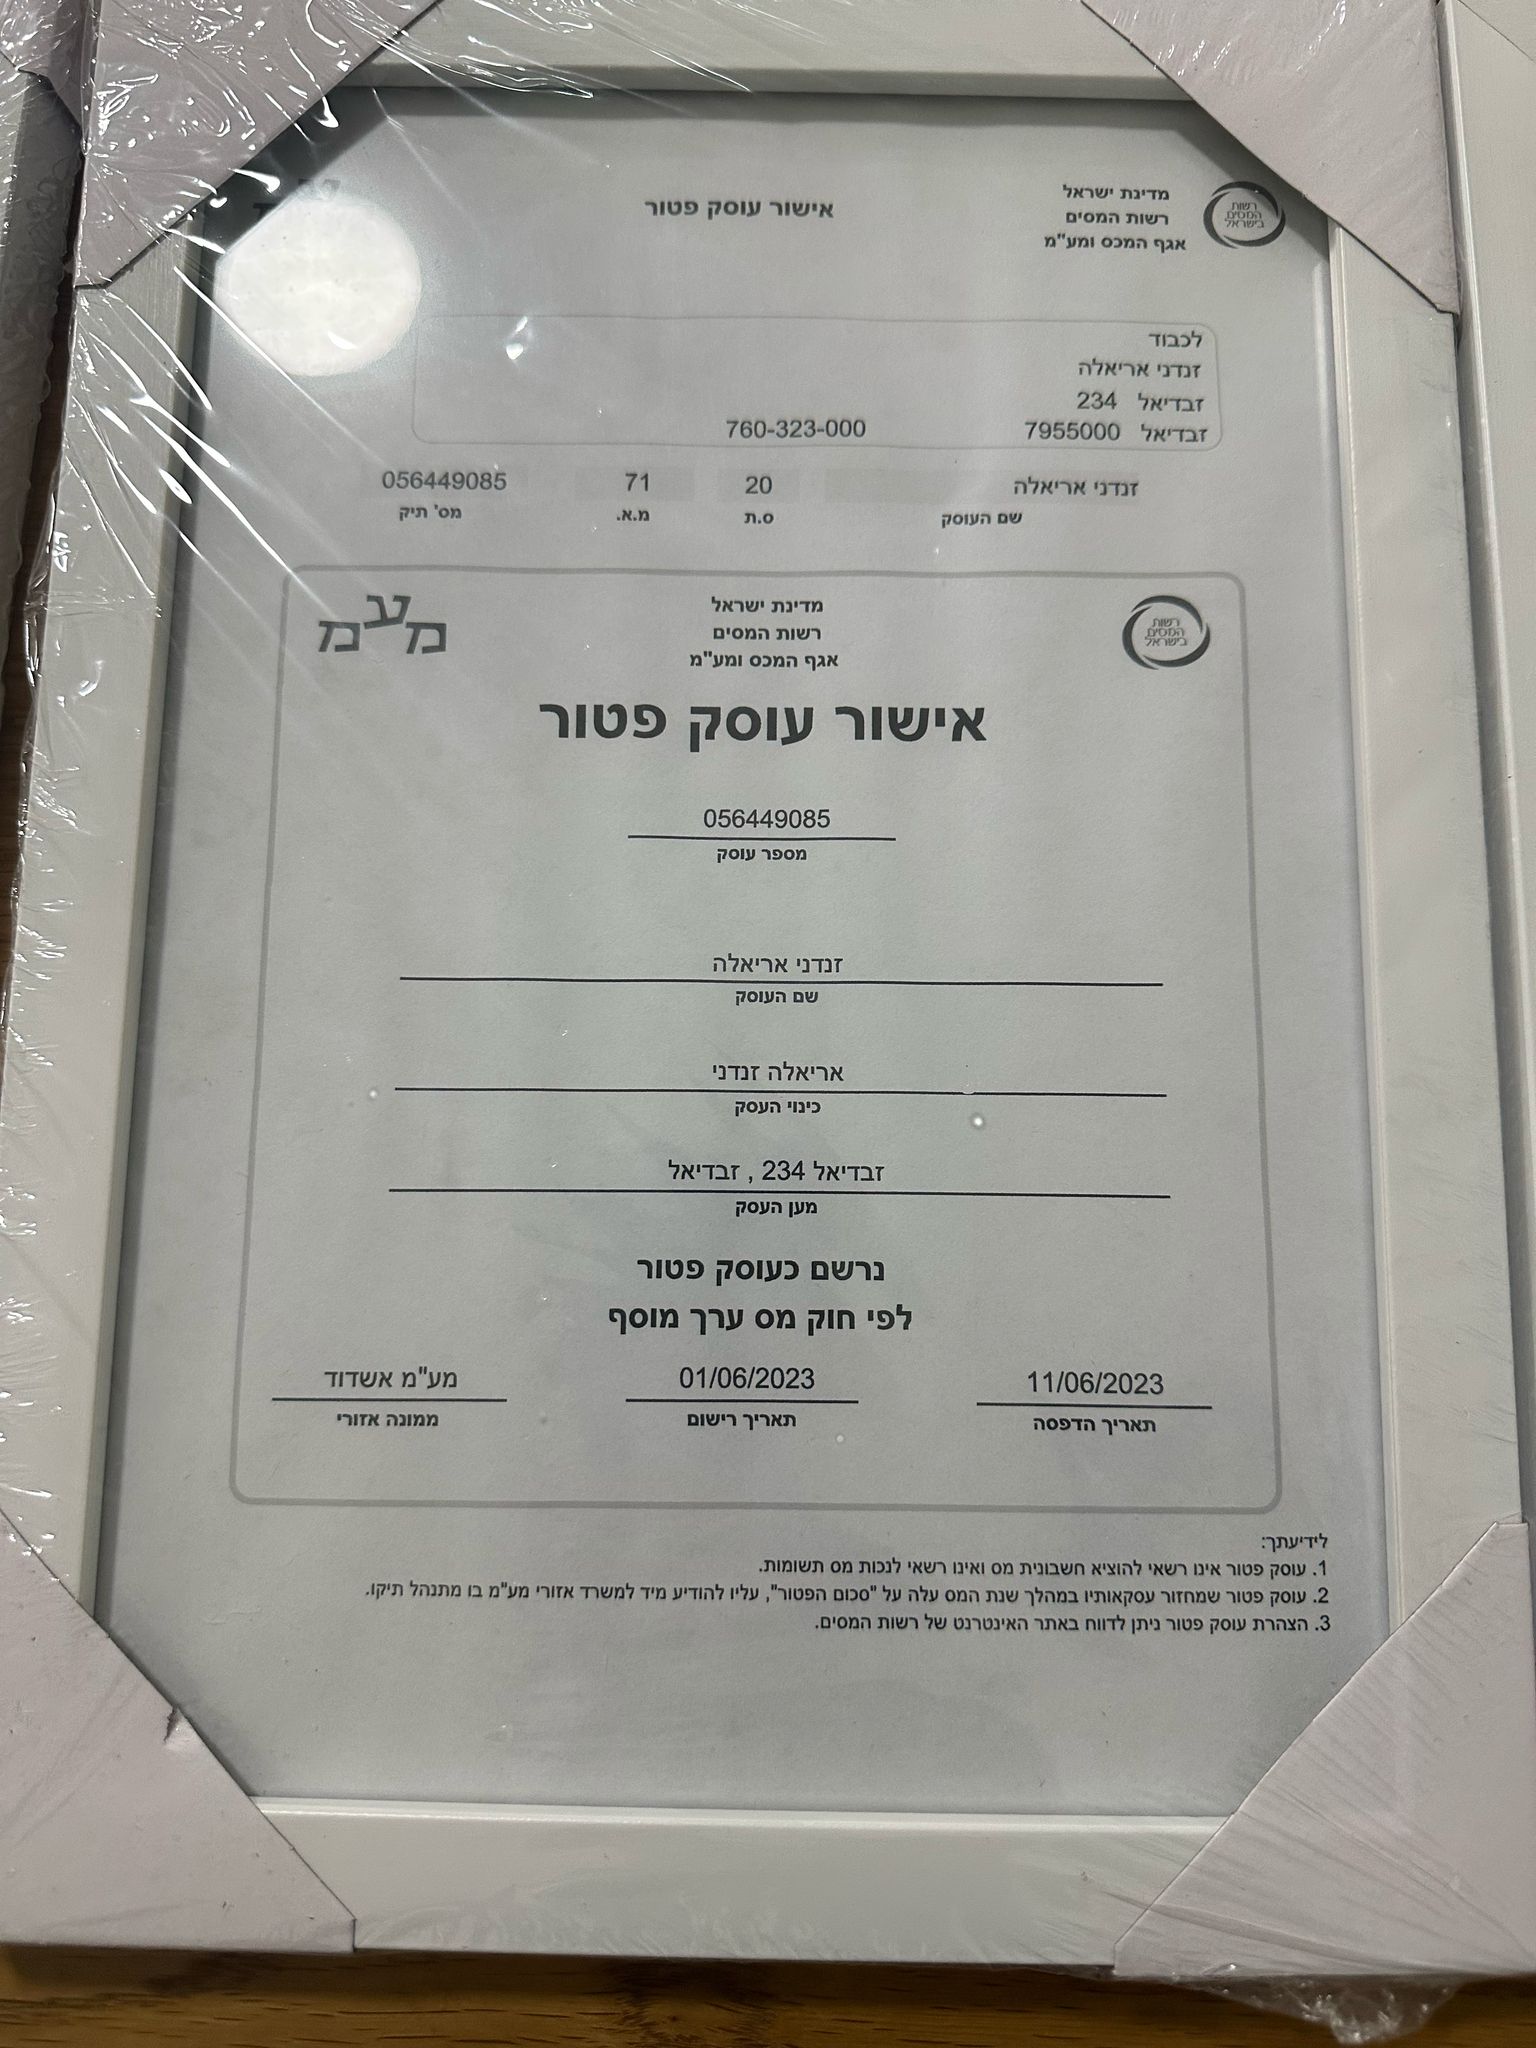 מדינת ישראל
רשות המסים
אגף המכס ומע"מ
רשות
המסים
בישראל
אישור עוסק פטור
לכבוד
זנדני אריאלה
זבדיאל 234
זבדיאל 7955000 760-323-000
זנדני אריאלה 20 71 056449085
שם העוסק ס.ת מ.א. מס' תיק
רשות
המסים
בישראל
מדינת ישראל
רשות המסים
אגף המכס ומע"מ
מעמ
אישור עוסק פטור
056449085
מספר עוסק
זנדני אריאלה
שם העוסק
אריאלה זנדני
כינוי העסק
זבדיאל 234 , זבדיאל
מען העסק
נרשם כעוסק פטור
לפי חוק מס ערך מוסף
11/06/2023 01/06/2023 מע"מ אשדוד
תאריך הדפסה תאריך רישום ממונה אזורי
לידיעתך:
1. עוסק פטור אינו רשאי להוציא חשבונית מס ואינו רשאי לנכות מס תשומות.
2. עוסק פטור שמחזור עסקאותיו במהלך שנת המס עלה על "סכום הפטור", עליו להודיע מיד למשרד אזורי מע"מ בו מתנהל תיקו.
3. הצהרת עוסק פטור ניתן לדווח באתר האינטרנט של רשות המסים.